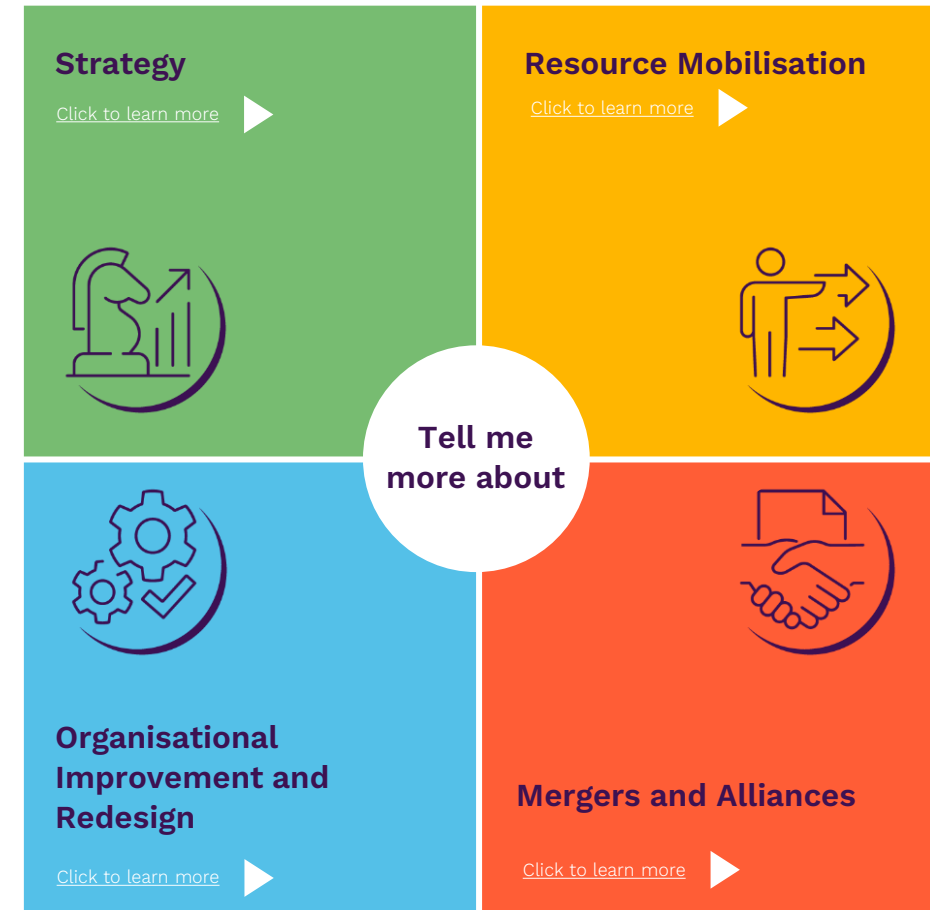 Strategy
Click to learn more
Resource Mobilisation
Click to learn more
Tell me
more about
Organisational
Improvement and
Redesign
Click to learn more
Mergers and Alliances
Click to learn more